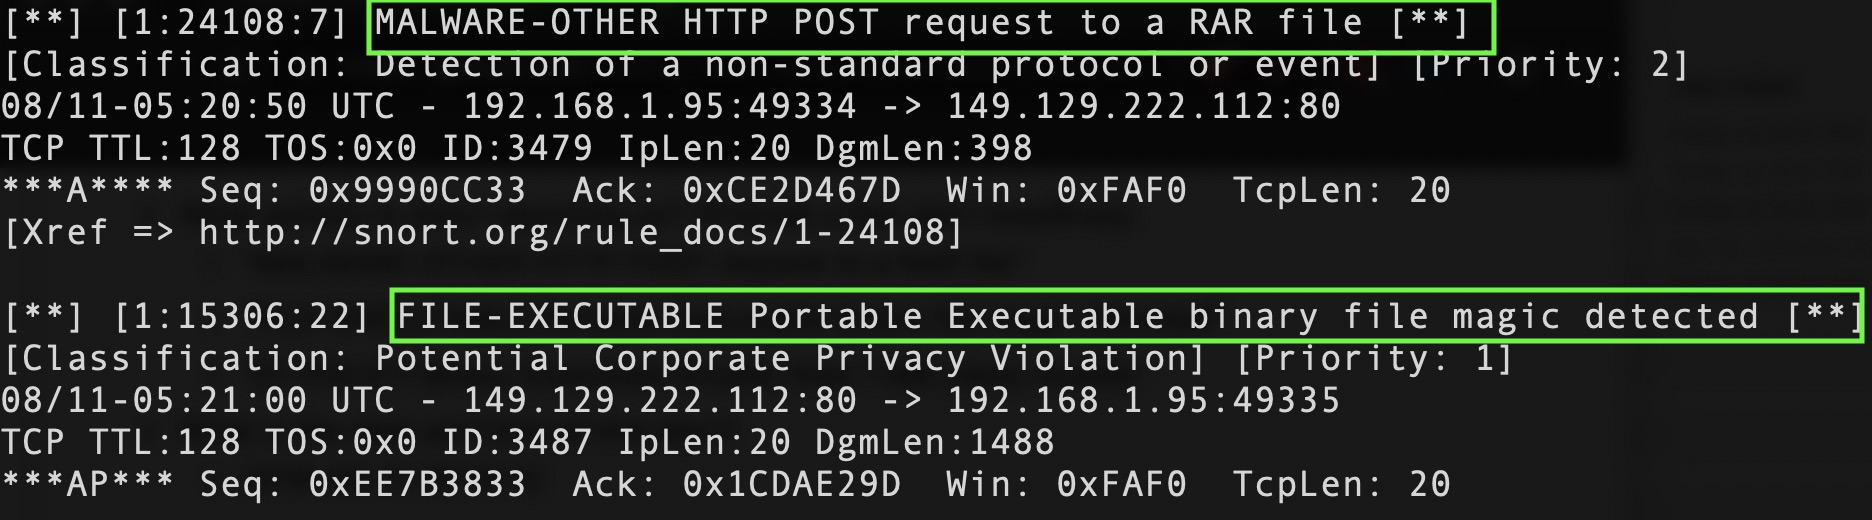 [**] [1:24108:7] MALWARE-OTHER HTTP POST request to a RAR file [**]
[Classification: Detection of a non-standard protocol or event] [Priority: 2]
08/11-05:20:50 UTC - 192.168.1.95:49334 -> 149.129.222.112:80
TCP TTL:128 TOS:0x0 ID:3479 IpLen:20 DgmLen:398
***A**** Seq: 0x9990CC33  Ack: 0xCE2D467D  Win: 0xFAF0  TcpLen: 20
[Xref => http://snort.org/rule_docs/1-24108]

[**] [1:15306:22] FILE-EXECUTABLE Portable Executable binary file magic detected [**]
[Classification: Potential Corporate Privacy Violation] [Priority: 1]
08/11-05:21:00 UTC - 149.129.222.112:80 -> 192.168.1.95:49335
TCP TTL:128 TOS:0x0 ID:3487 IpLen:20 DgmLen:1488
***AP*** Seq: 0xEE7B3833  Ack: 0x1CDAE29D  Win: 0xFAF0  TcpLen: 20